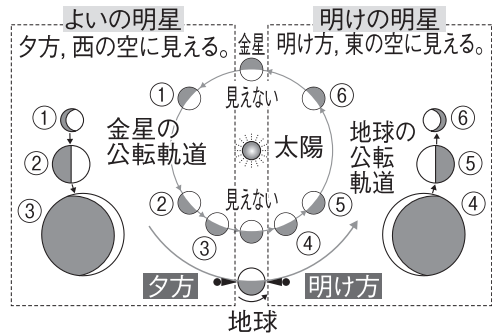 よいの明星
夕方，西の空に見える。
①
②
③
金星の
公転軌道
①
②
③
金星
見えない
太陽
見えない
④
⑤
⑥
明けの明星
明け方，東の空に見える。
地球の
公転
軌道
⑥
⑤
④
夕方
明け方
地球